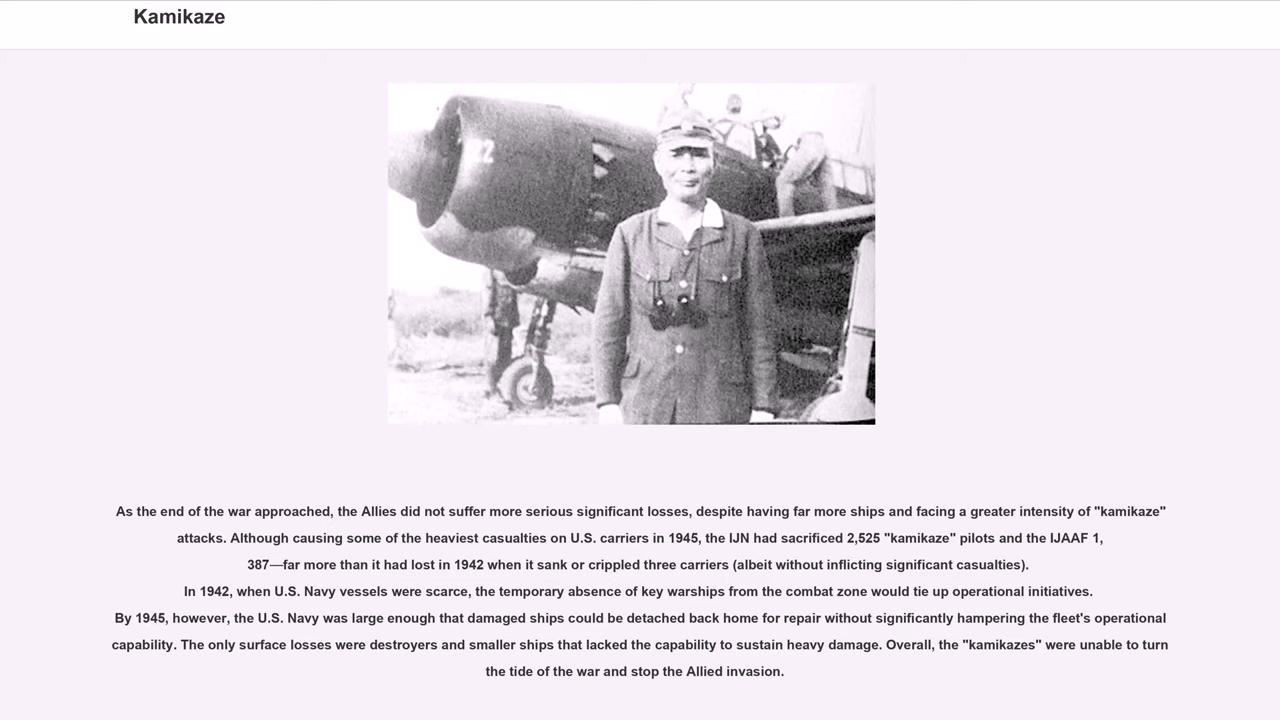 Kamikaze
22
As the end of the war approached, the Allies did not suffer more serious significant losses, despite having far more ships and facing a greater intensity of "kamikaze"
attacks. Although causing some of the heaviest casualties on U.S. carriers in 1945, the IJN had sacrificed 2,525 "kamikaze" pilots and the IJAAF 1,
387—far more than it had lost in 1942 when it sank or crippled three carriers (albeit without inflicting significant casualties).
In 1942, when U.S. Navy vessels were scarce, the temporary absence of key warships from the combat zone would tie up operational initiatives.
By 1945, however, the U.S. Navy was large enough that damaged ships could be detached back home for repair without significantly hampering the fleet's operational
capability. The only surface losses were destroyers and smaller ships that lacked the capability to sustain heavy damage. Overall, the "kamikazes" were unable to turn
the tide of the war and stop the Allied invasion.